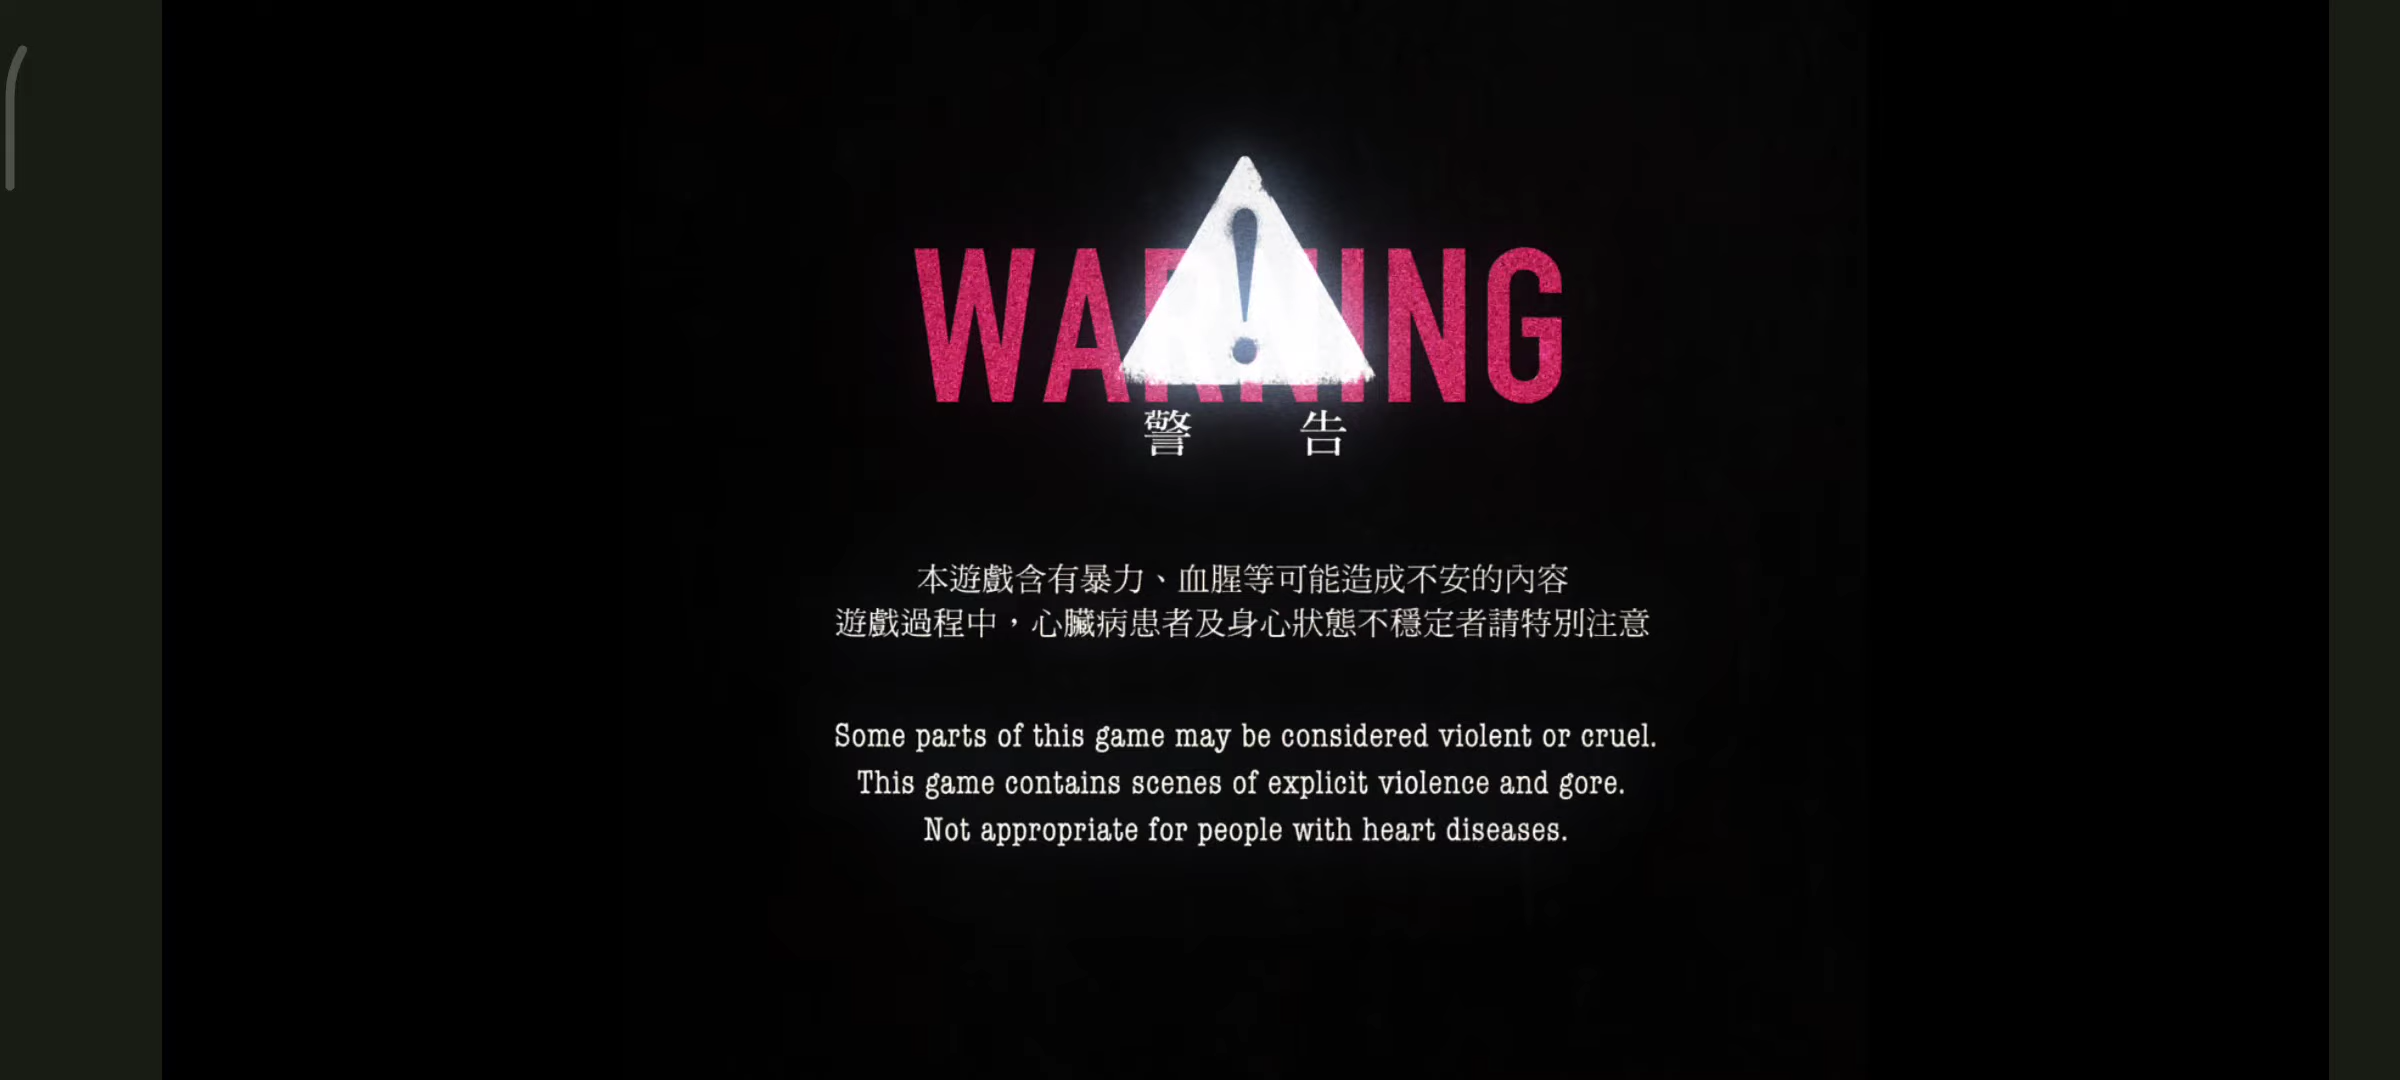 WARNING
警告
本遊戲含有暴力、血腥等可能造成不安的內容
遊戲過程中，心臟病患者及身心狀態不穩定者請特別注意
Some parts of this game may be considered violent or cruel.
This game contains scenes of explicit violence and gore.
Not appropriate for people with heart diseases.